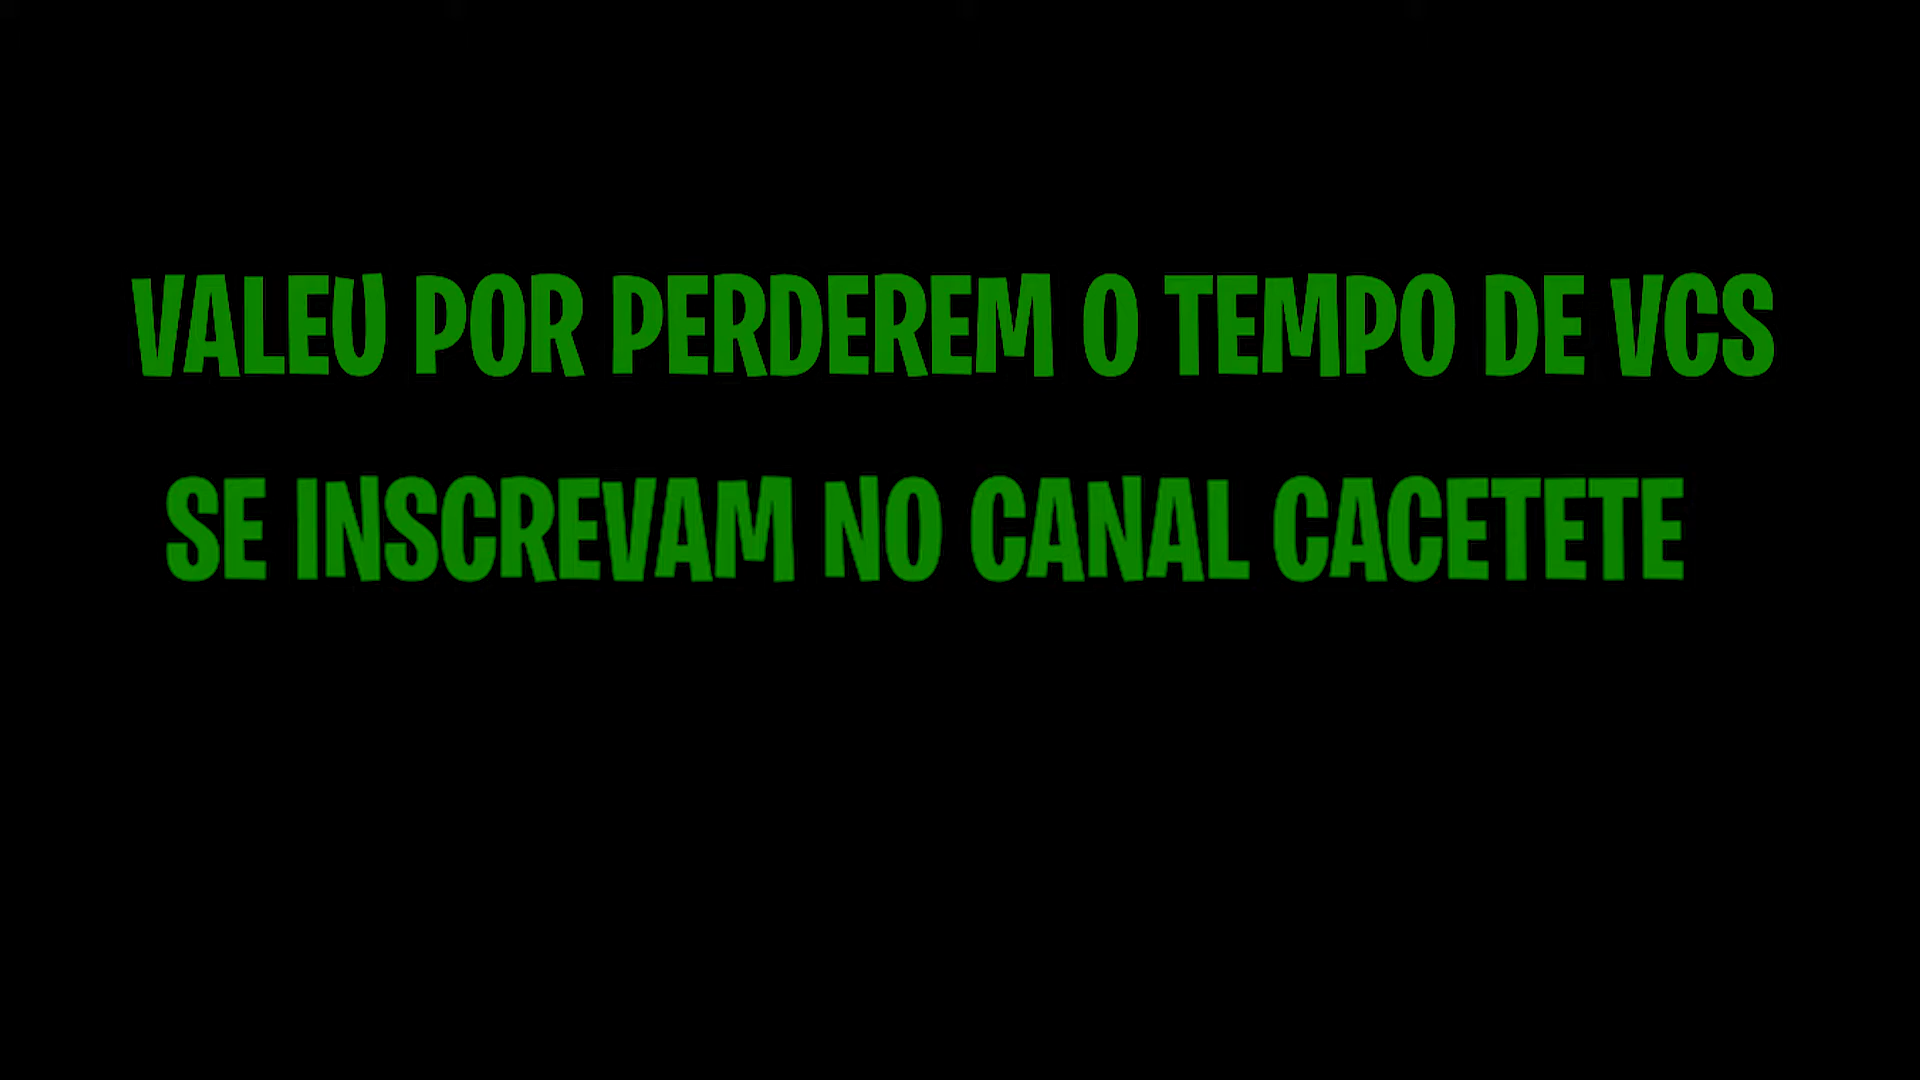 VALEU POR PERDEREM O TEMPO DE VCS
SE INSCREVAM NO CANAL CACETETE